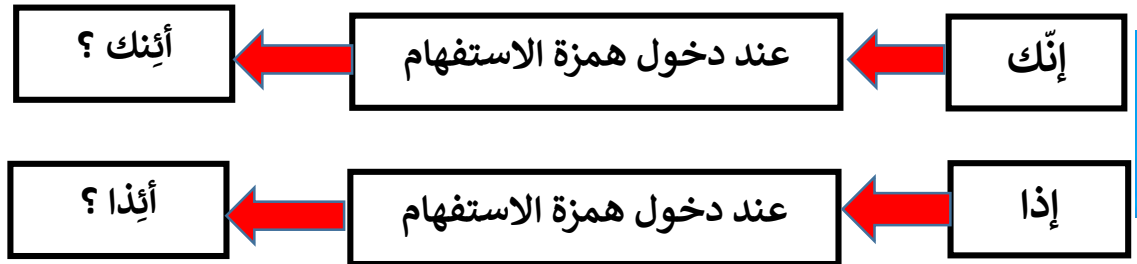 إنّك
عند دخول همزة الاستفهام
أئِنك ؟
إذا
عند دخول همزة الاستفهام
أئِذا ؟